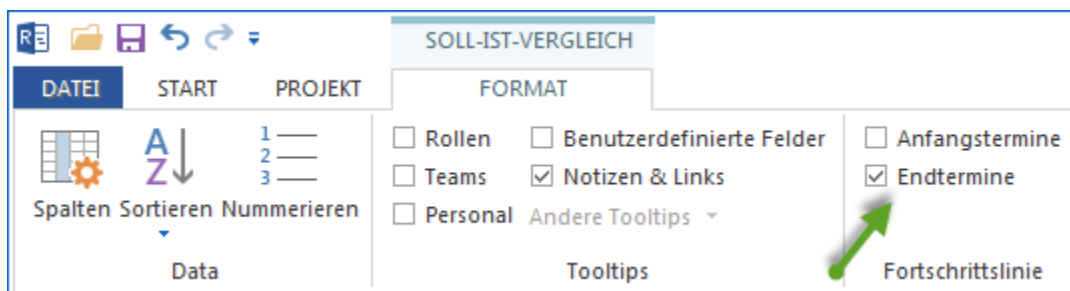 SOLL-IST-VERGLEICH
DATEI START PROJEKT FORMAT
Spalten Sortieren Nummerieren
Data
Rollen Benutzerdefinierte Felder
Teams Notizen & Links
Personal Andere Tooltips
Tooltips
Anfangstermine
Endtermine
Fortschrittslinie